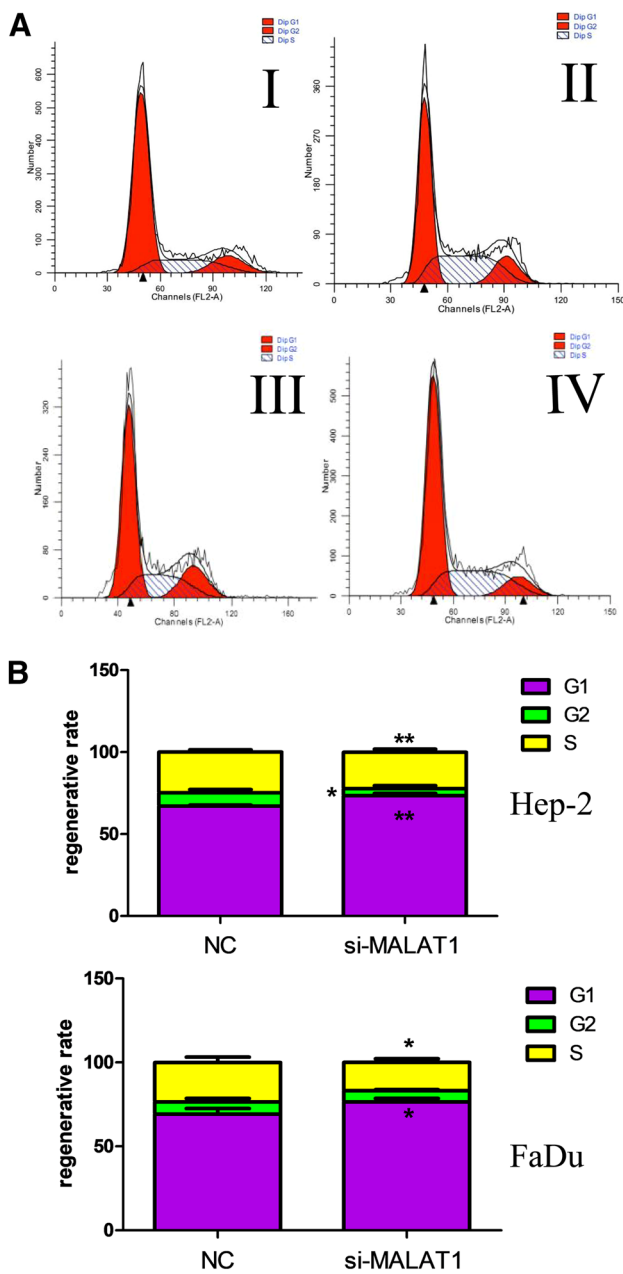 A
Dip G1
Dip G2
Dip S
I
Number
600
500
400
300
200
100
0
0 30 60 90 120
Channels (FL2-A)
Dip G1
Dip G2
Dip S
II
Number
360
270
180
90
0
0 30 60 90 120 150
Channels (FL2-A)
Dip G1
Dip G2
Dip S
III
Number
320
240
160
80
0
0 40 80 120 160
Channels (FL2-A)
Dip G1
Dip G2
Dip S
IV
Number
500
400
300
200
100
0
0 30 60 90 120 150
Channels (FL2-A)
B
regenerative rate
150
100
50
0
**
*
**
NC si-MALAT1
G1
G2
S
Hep-2
regenerative rate
150
100
50
0
*
*
NC si-MALAT1
G1
G2
S
FaDu